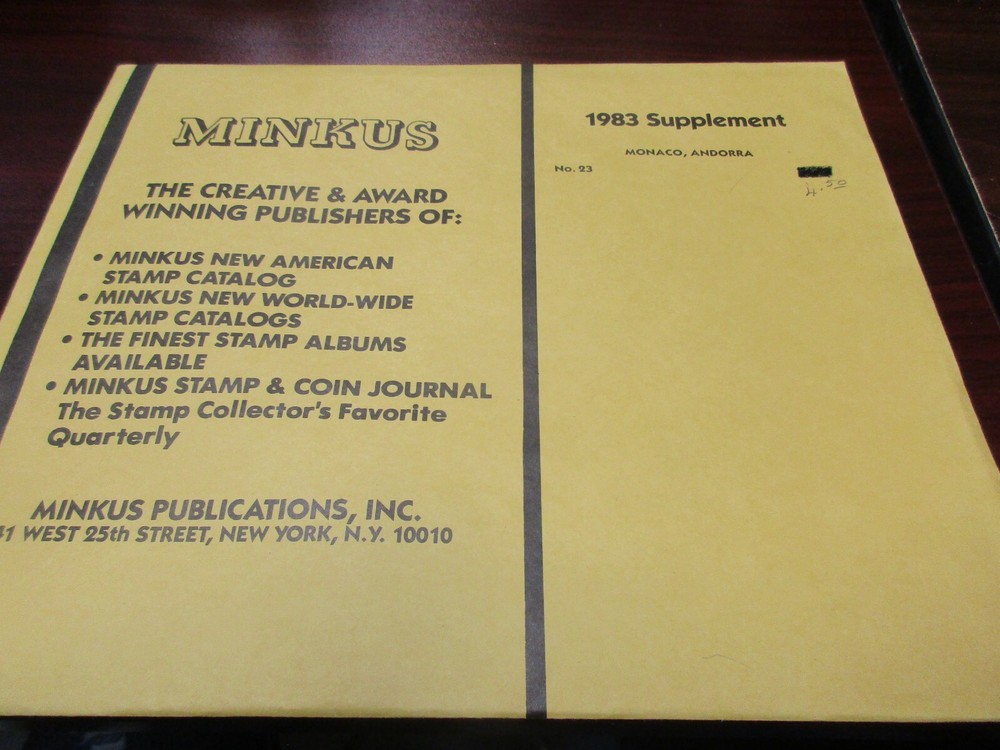 MINKUS
THE CREATIVE & AWARD
WINNING PUBLISHERS OF:
• MINKUS NEW AMERICAN
STAMP CATALOG
• MINKUS NEW WORLD-WIDE
STAMP CATALOGS
• THE FINEST STAMP ALBUMS
AVAILABLE
• MINKUS STAMP & COIN JOURNAL
The Stamp Collector's Favorite
Quarterly
MINKUS PUBLICATIONS, INC.
41 WEST 25th STREET, NEW YORK, N.Y. 10010
1983 Supplement
MONACO, ANDORRA
No. 23
4.50